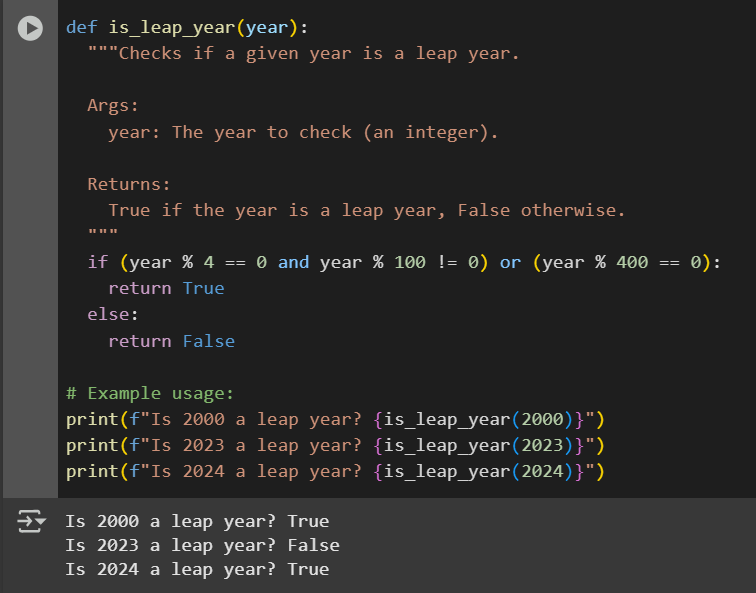 def is_leap_year(year):
  """Checks if a given year is a leap year.

  Args:
    year: The year to check (an integer).

  Returns:
    True if the year is a leap year, False otherwise.
  """
  if (year % 4 == 0 and year % 100 != 0) or (year % 400 == 0):
    return True
  else:
    return False

# Example usage:
print(f"Is 2000 a leap year? {is_leap_year(2000)}")
print(f"Is 2023 a leap year? {is_leap_year(2023)}")
print(f"Is 2024 a leap year? {is_leap_year(2024)}")
Is 2000 a leap year? True
Is 2023 a leap year? False
Is 2024 a leap year? True